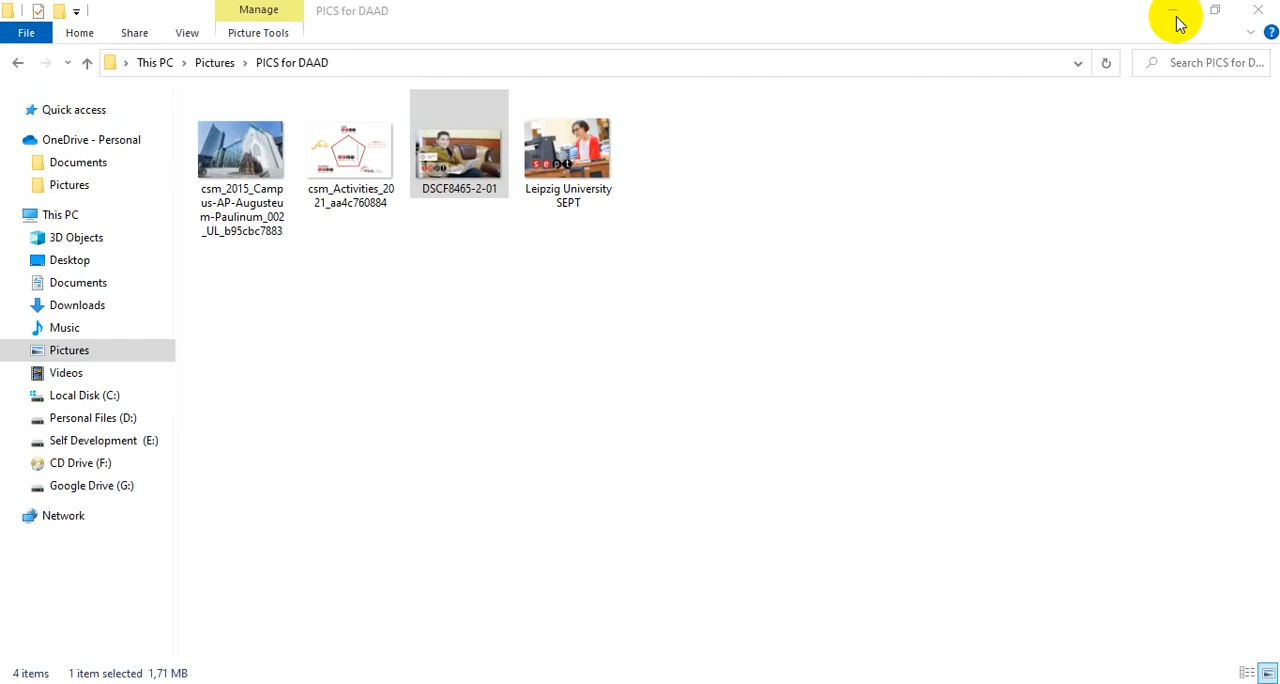 Manage
PICS for DAAD
File
Home
Share
View
Picture Tools
This PC
Pictures
PICS for DAAD
Search PICS for D...
Quick access
OneDrive - Personal
Documents
Pictures
This PC
3D Objects
Desktop
Documents
Downloads
Music
Pictures
Videos
Local Disk (C:)
Personal Files (D:)
Self Development (E:)
CD Drive (F:)
Google Drive (G:)
Network
sept
csm_2015_Camp
us-AP-Augusteu
m-Paulinum_002
_UL_b95cbc7883
csm_Activities_20
21_aa4c760884
DSCF8465-2-01
Leipzig University
SEPT
4 items
1 item selected 1,71 MB